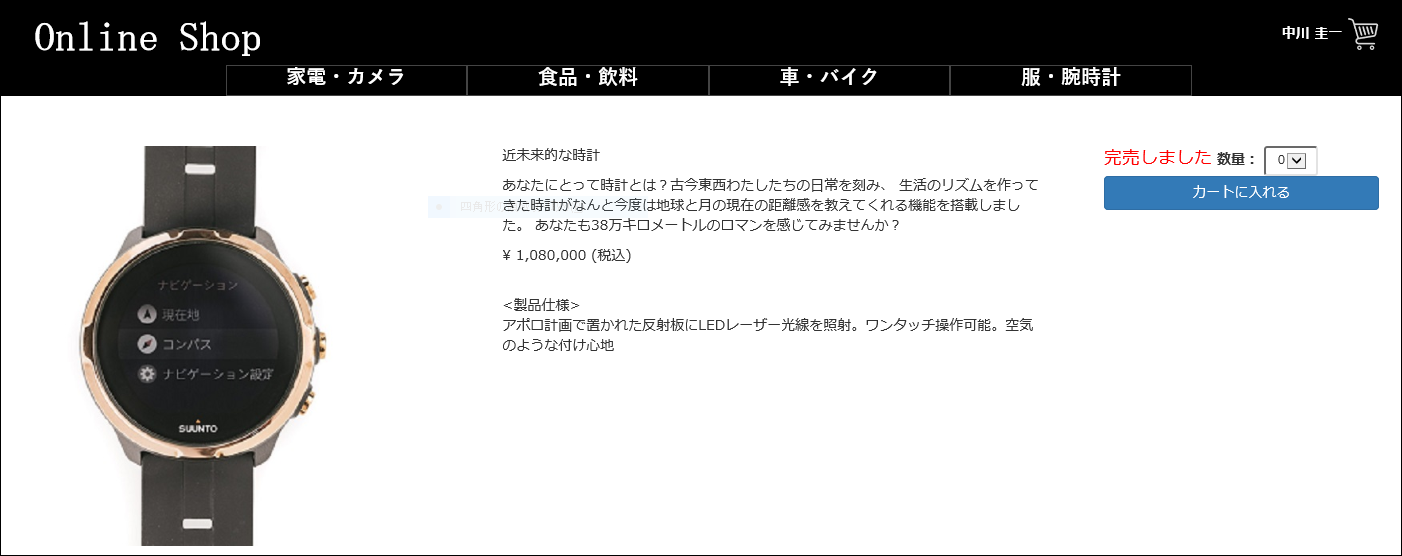 Online Shop
中川 圭一
家電・カメラ
食品・飲料
車・バイク
服・腕時計
ナビゲーション
現在地
コンパス
ナビゲーション設定
SUUNTO
近未来的な時計
あなたにとって時計とは？古今東西わたしたちの日常を刻み、 生活のリズムを作って
きた時計がなんと今度は地球と月の現在の距離感を教えてくれる機能を搭載しまし
た。 あなたも38万キロメートルのロマンを感じてみませんか？
¥ 1,080,000 (税込)
<製品仕様>
アポロ計画で置かれた反射板にLEDレーザー光線を照射。ワンタッチ操作可能。空気
のような付け心地
完売しました 数量： 0
カートに入れる
四角形の